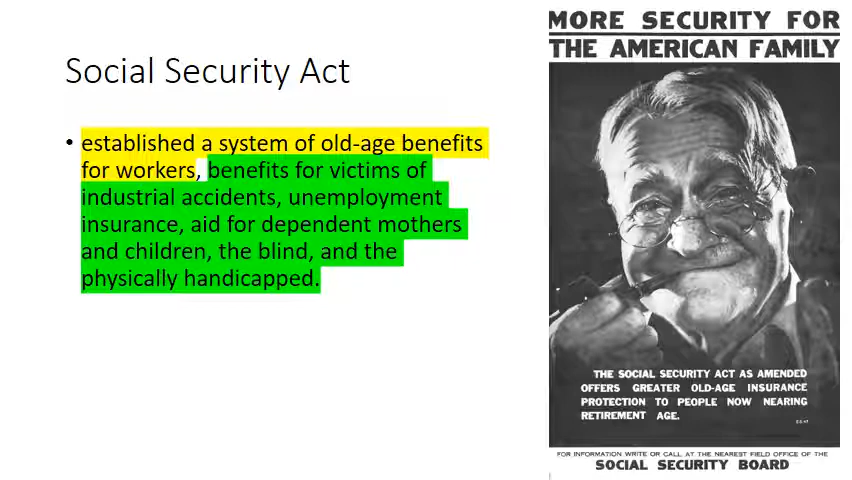 Social Security Act
• established a system of old-age benefits
for workers, benefits for victims of
industrial accidents, unemployment
insurance, aid for dependent mothers
and children, the blind, and the
physically handicapped.
MORE SECURITY FOR
THE AMERICAN FAMILY
THE SOCIAL SECURITY ACT AS AMENDED
OFFERS GREATER OLD-AGE INSURANCE
PROTECTION TO PEOPLE NOW NEARING
RETIREMENT AGE.
FOR INFORMATION WRITE OR CALL AT THE NEAREST FIELD OFFICE OF THE
SOCIAL SECURITY BOARD